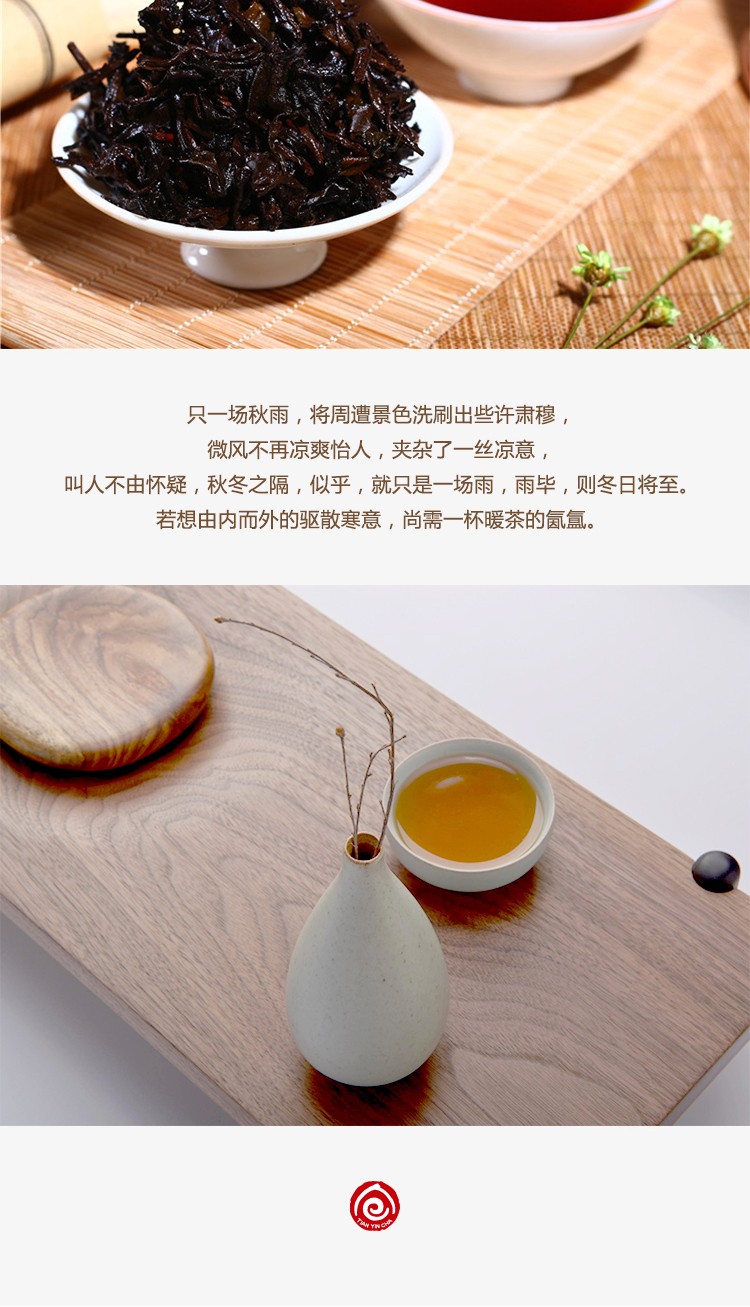 只一场秋雨，将周遭景色洗刷出些许肃穆，
微风不再凉爽怡人，夹杂了一丝凉意，
叫人不由怀疑，秋冬之隔，似乎，就只是一场雨，雨毕，则冬日将至。
若想由内而外的驱散寒意，尚需一杯暖茶的氤氲。
TIAN YIN CHA